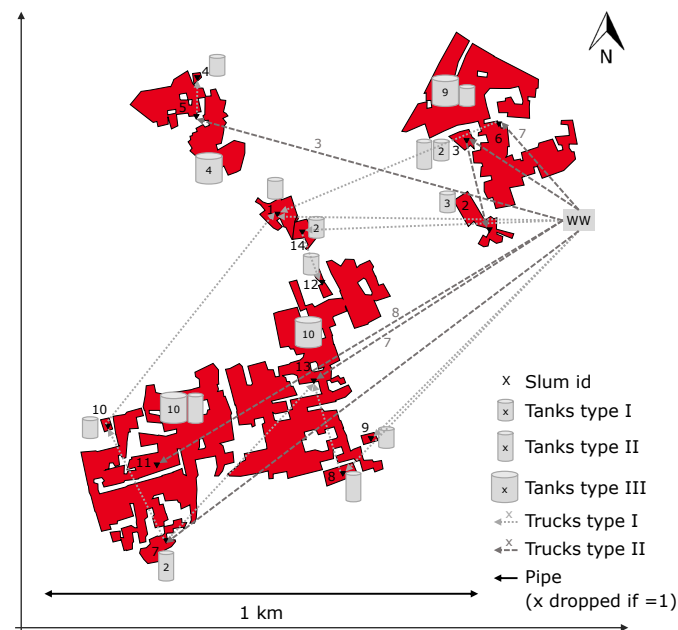 N
4
5
4
3
9
7
6
2
3
3
2
WW
1
2
14
12
8
10
7
13
10
10
9
11
8
7
2
x Slum id
x Tanks type I
Tanks type II
x Tanks type III
x Trucks type I
x Trucks type II
Pipe
(x dropped if =1)
1 km